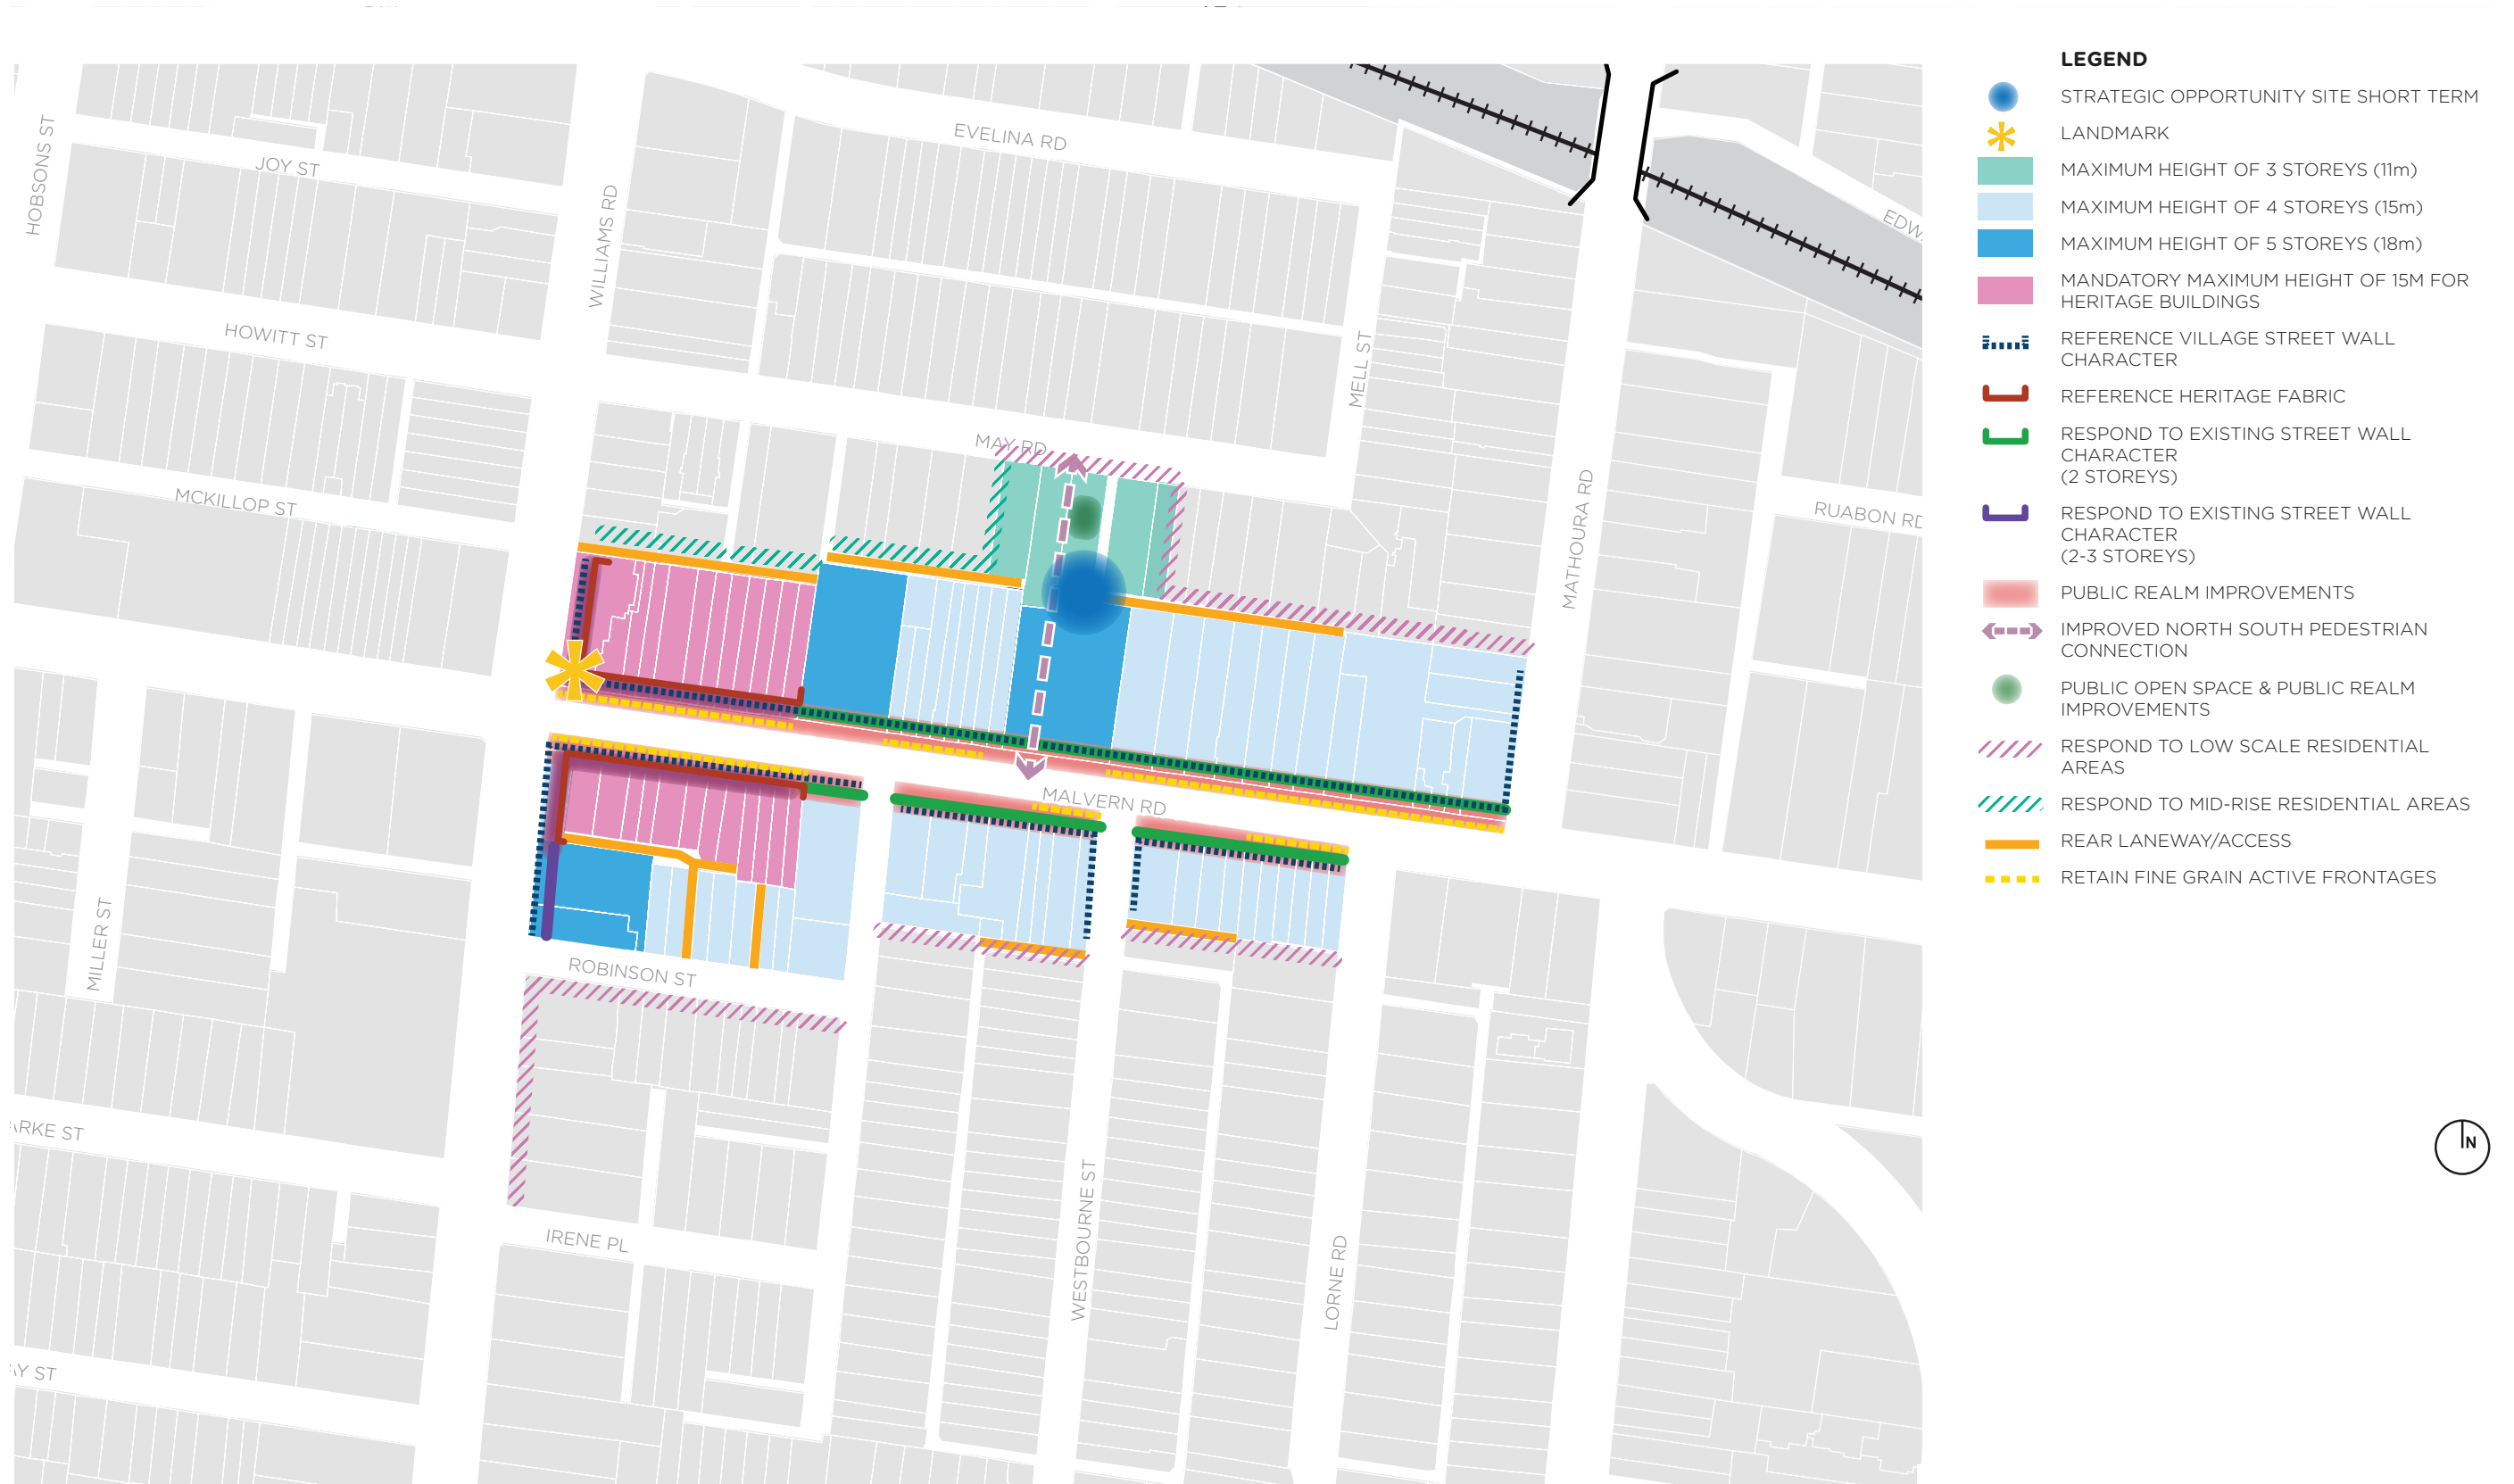 LEGEND
STRATEGIC OPPORTUNITY SITE SHORT TERM
LANDMARK
MAXIMUM HEIGHT OF 3 STOREYS (11m)
MAXIMUM HEIGHT OF 4 STOREYS (15m)
MAXIMUM HEIGHT OF 5 STOREYS (18m)
MANDATORY MAXIMUM HEIGHT OF 15M FOR
HERITAGE BUILDINGS
REFERENCE VILLAGE STREET WALL
CHARACTER
REFERENCE HERITAGE FABRIC
RESPOND TO EXISTING STREET WALL
CHARACTER
(2 STOREYS)
RESPOND TO EXISTING STREET WALL
CHARACTER
(2-3 STOREYS)
PUBLIC REALM IMPROVEMENTS
IMPROVED NORTH SOUTH PEDESTRIAN
CONNECTION
PUBLIC OPEN SPACE & PUBLIC REALM
IMPROVEMENTS
RESPOND TO LOW SCALE RESIDENTIAL
AREAS
RESPOND TO MID-RISE RESIDENTIAL AREAS
REAR LANEWAY/ACCESS
RETAIN FINE GRAIN ACTIVE FRONTAGES
N
HOBSONS ST
JOY ST
EVELINA RD
WILLIAMS RD
EDW
HOWITT ST
MELL ST
MAY RD
MCKILLOP ST
MATHOURA RD
RUABON RD
MALVERN RD
MILLER ST
ROBINSON ST
ARKE ST
IRENE PL
WESTBOURNE ST
LORNE RD
AY ST